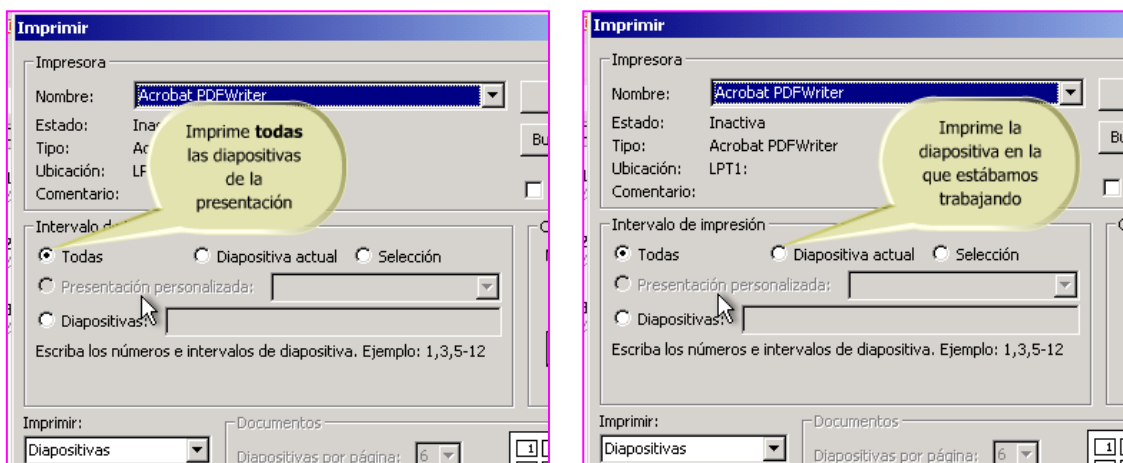 Imprimir
Impresora
Nombre: Acrobat PDFWriter
Estado:
Tipo:
Ubicación:
Comentario:
Imprime todas
las diapositivas
de la
presentación
Intervalo
Todas Diapositiva actual Selección
Presentación personalizada:
Diapositivas:
Escriba los números e intervalos de diapositiva. Ejemplo: 1,3,5-12
Imprimir:
Diapositivas
Documentos
Diapositivas por página: 6
1
Imprimir
Impresora
Nombre: Acrobat PDFWriter
Estado: Inactiva
Tipo: Acrobat PDFWriter
Ubicación: LPT1:
Comentario:
Imprime la
diapositiva en la
que estábamos
trabajando
Intervalo de impresión
Todas Diapositiva actual Selección
Presentación personalizada:
Diapositivas:
Escriba los números e intervalos de diapositiva. Ejemplo: 1,3,5-12
Imprimir:
Diapositivas
Documentos
Diapositivas por página: 6
1